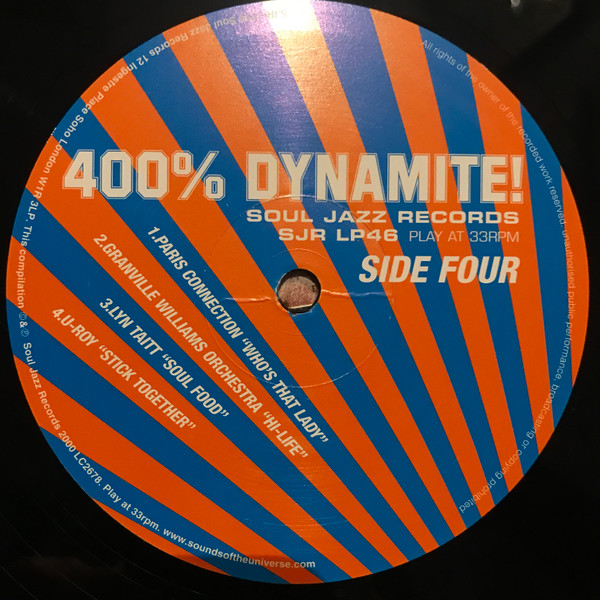 400% DYNAMITE!
SOUL JAZZ RECORDS
SJR LP46 PLAY AT 33RPM
SIDE FOUR
1.PARIS CONNECTION "WHO'S THAT LADY"
2.GRANVILLE WILLIAMS ORCHESTRA "HI-LIFE"
3.LYN TAITT "SOUL FOOD"
4.U-ROY "STICK TOGETHER"
Soul Jazz Records 12 Ingestre Place Soho London W1R 3LP. This compilation ©&℗ Soul Jazz Records 2000 LC2678. Play at 33rpm. www.soundsoftheuniverse.com
All rights of the owner of the recorded work reserved. unauthorised public performance, broadcasting or copying prohibited